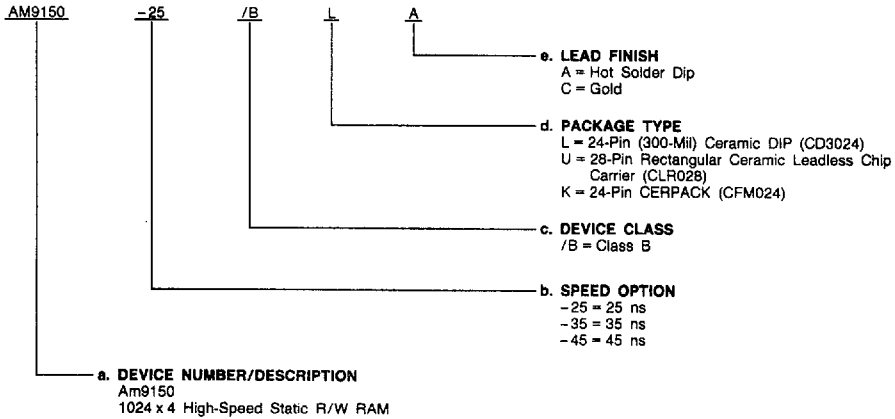 AM9150 -25 /B L A
e. LEAD FINISH
A = Hot Solder Dip
C = Gold
d. PACKAGE TYPE
L = 24-Pin (300-Mil) Ceramic DIP (CD3024)
U = 28-Pin Rectangular Ceramic Leadless Chip
Carrier (CLR028)
K = 24-Pin CERPACK (CFM024)
c. DEVICE CLASS
/B = Class B
b. SPEED OPTION
-25 = 25 ns
-35 = 35 ns
-45 = 45 ns
a. DEVICE NUMBER/DESCRIPTION
Am9150
1024 x 4 High-Speed Static R/W RAM